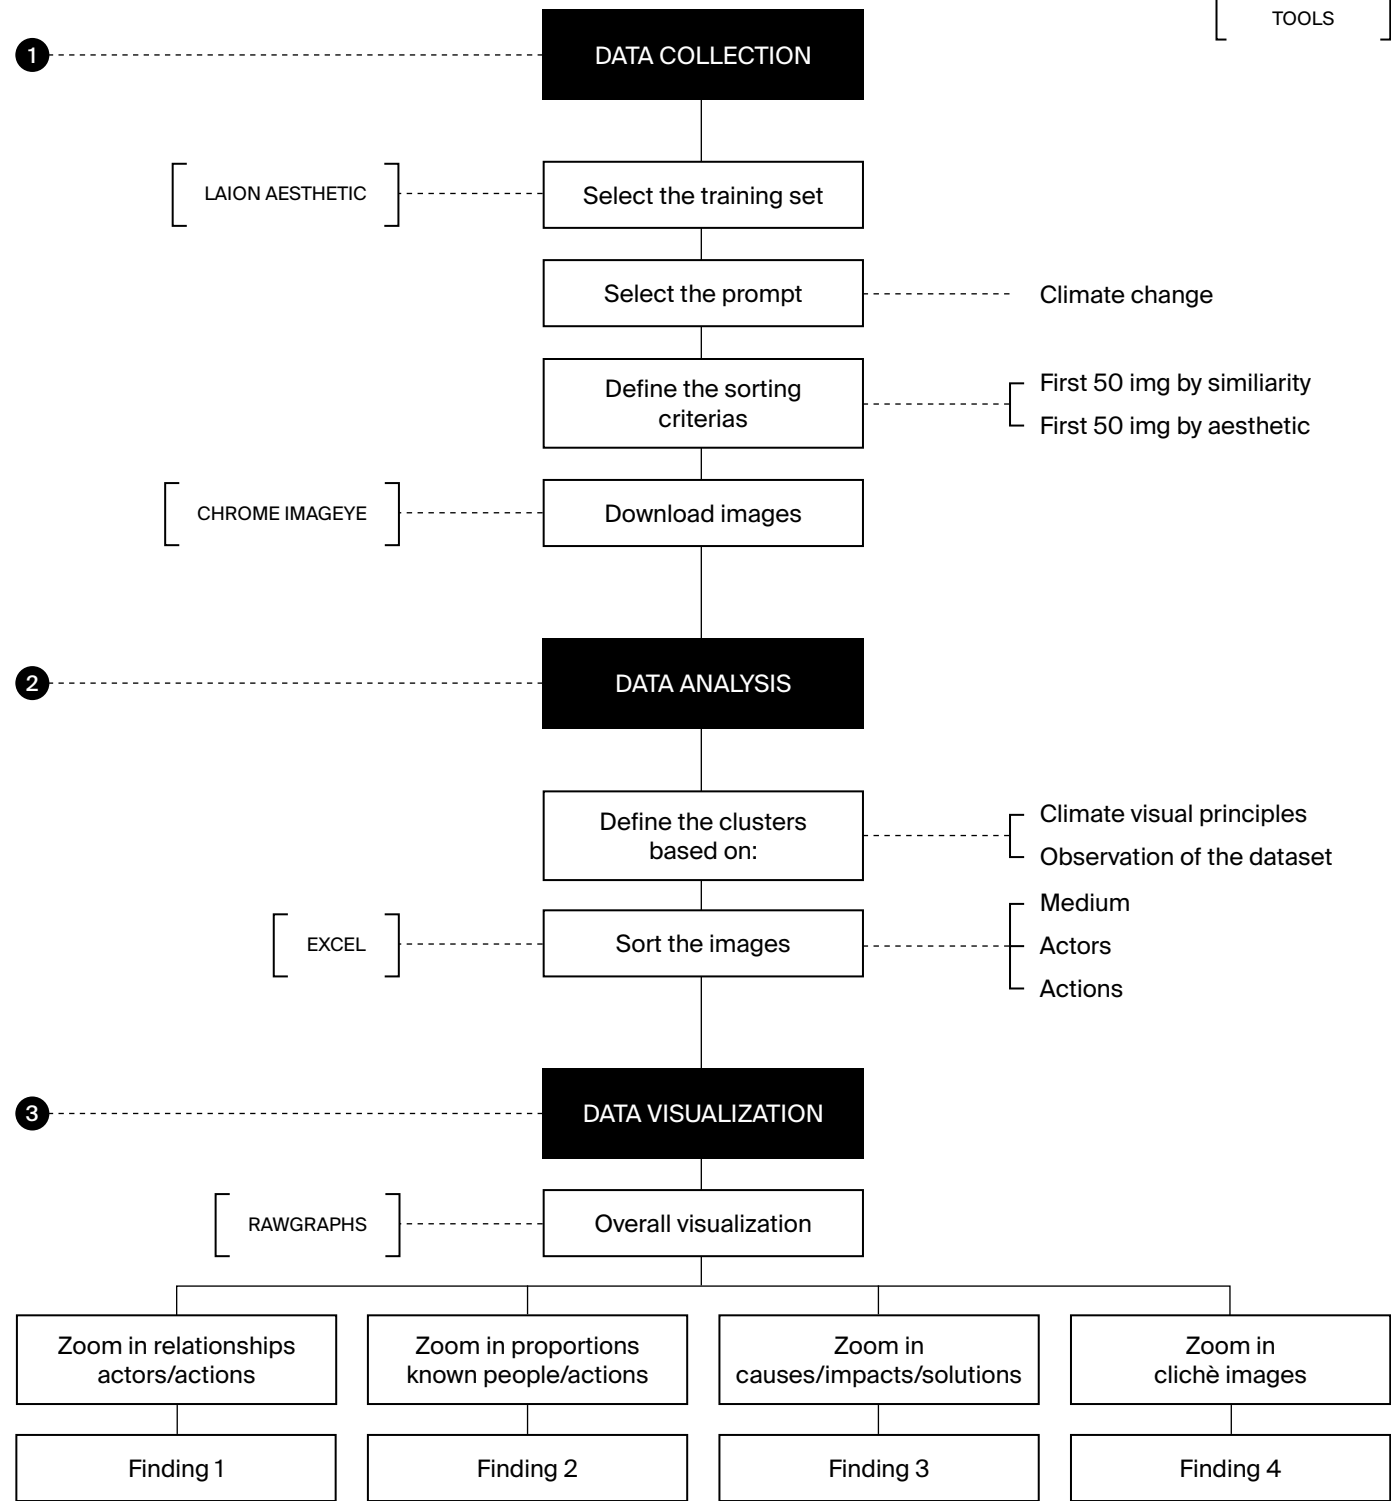 TOOLS
1
DATA COLLECTION
LAION AESTHETIC
Select the training set
Select the prompt
Climate change
Define the sorting
criterias
First 50 img by similiarity
First 50 img by aesthetic
CHROME IMAGEYE
Download images
2
DATA ANALYSIS
Define the clusters
based on:
Climate visual principles
Observation of the dataset
EXCEL
Sort the images
Medium
Actors
Actions
3
DATA VISUALIZATION
RAWGRAPHS
Overall visualization
Zoom in relationships
actors/actions
Zoom in proportions
known people/actions
Zoom in
causes/impacts/solutions
Zoom in
clichè images
Finding 1
Finding 2
Finding 3
Finding 4